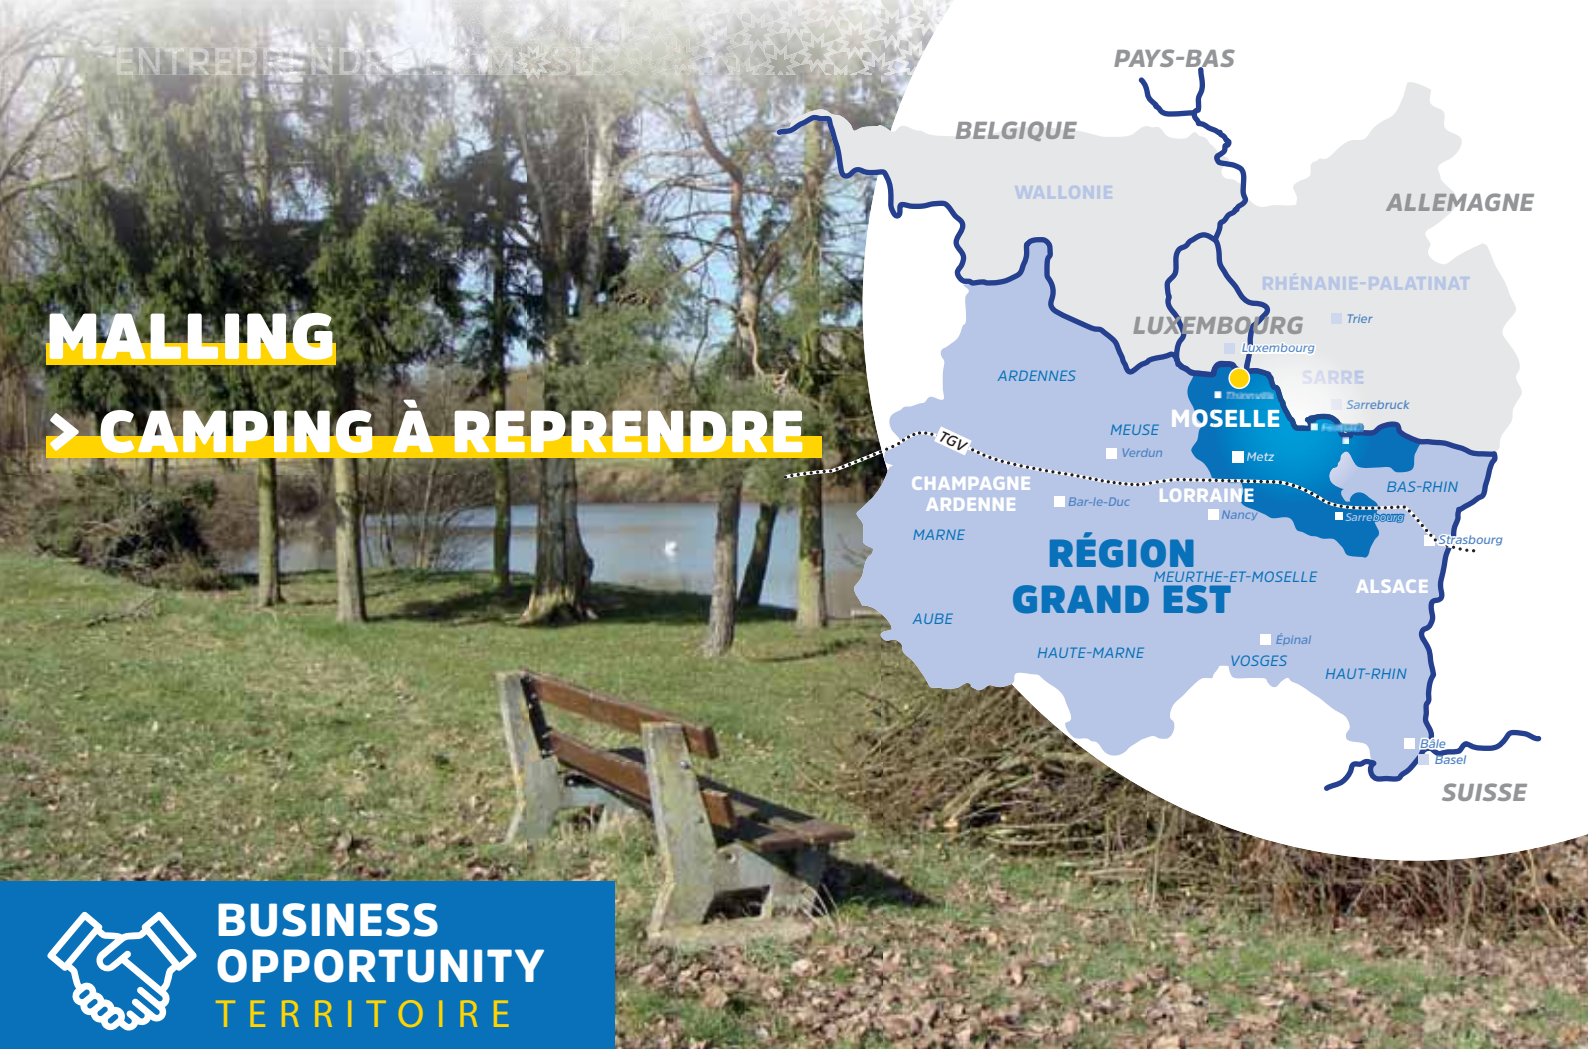 ENTREPRENDRE
MALLING
> CAMPING À REPRENDRE
BUSINESS
OPPORTUNITY
TERRITOIRE
PAYS-BAS
BELGIQUE
WALLONIE
ALLEMAGNE
RHÉNANIE-PALATINAT
Trier
LUXEMBOURG
Luxembourg
SARRE
Sarrebruck
ARDENNES
Thionville
MOSELLE
MEUSE
Verdun
Metz
TGV
CHAMPAGNE
ARDENNE
Bar-le-Duc
LORRAINE
Nancy
BAS-RHIN
Sarrebourg
Strasbourg
MARNE
RÉGION
GRAND EST
MEURTHE-ET-MOSELLE
ALSACE
AUBE
Épinal
HAUTE-MARNE
VOSGES
HAUT-RHIN
Bâle
Basel
SUISSE